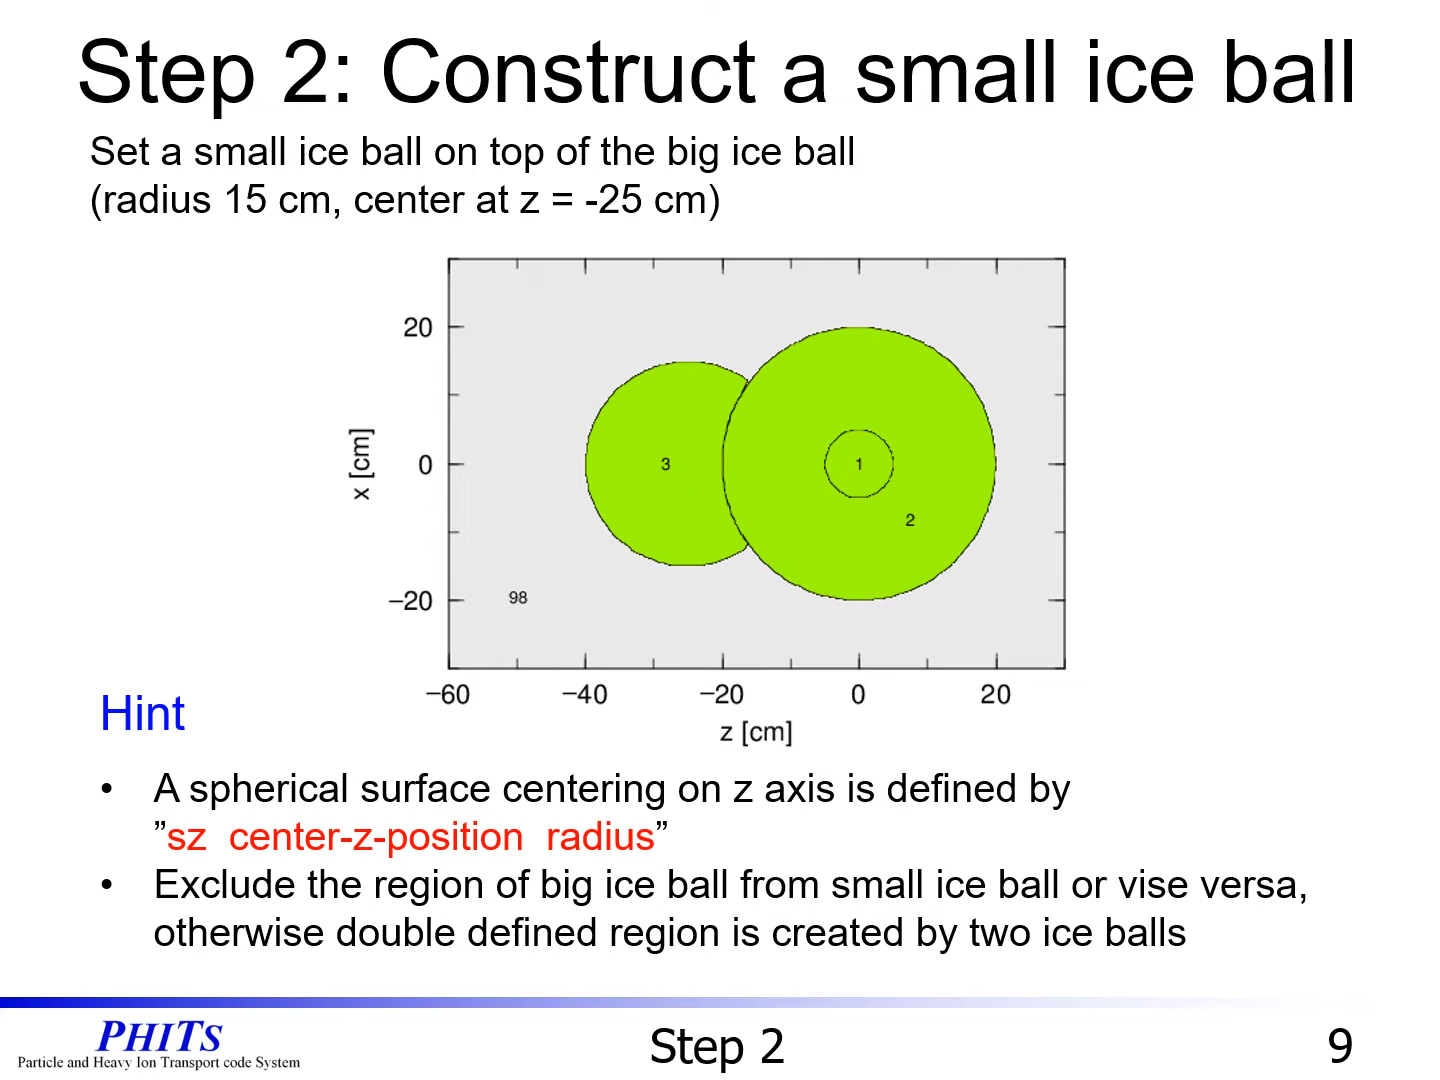 Step 2: Construct a small ice ball
Set a small ice ball on top of the big ice ball
(radius 15 cm, center at z = -25 cm)
20
0
−20
x [cm]
3
1
2
98
−60
−40
−20
0
20
z [cm]
Hint
• A spherical surface centering on z axis is defined by
”sz center-z-position radius”
• Exclude the region of big ice ball from small ice ball or vise versa,
otherwise double defined region is created by two ice balls
PHITS
Particle and Heavy Ion Transport code System
Step 2
9